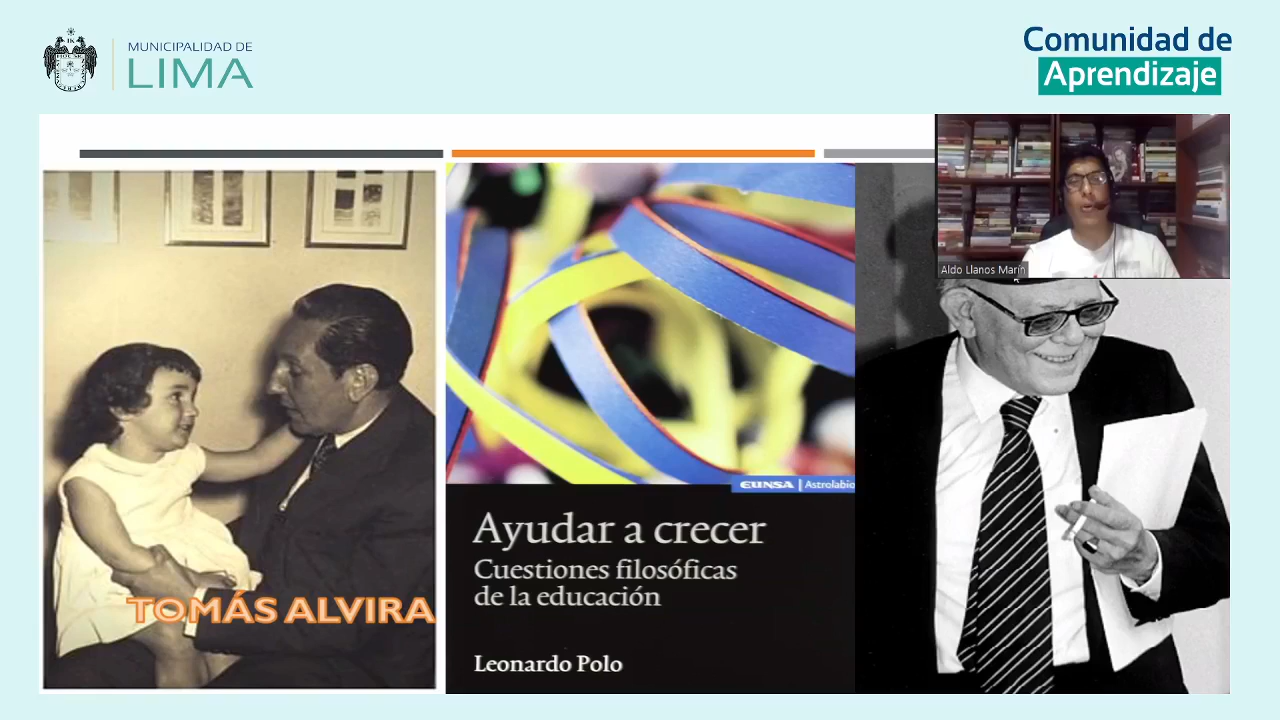 MUNICIPALIDAD DE
LIMA
Comunidad de
Aprendizaje
Aldo Llanos Marín
TOMÁS ALVIRA
EUNSA | Astrolabio
Ayudar a crecer
Cuestiones filosóficas
de la educación
Leonardo Polo